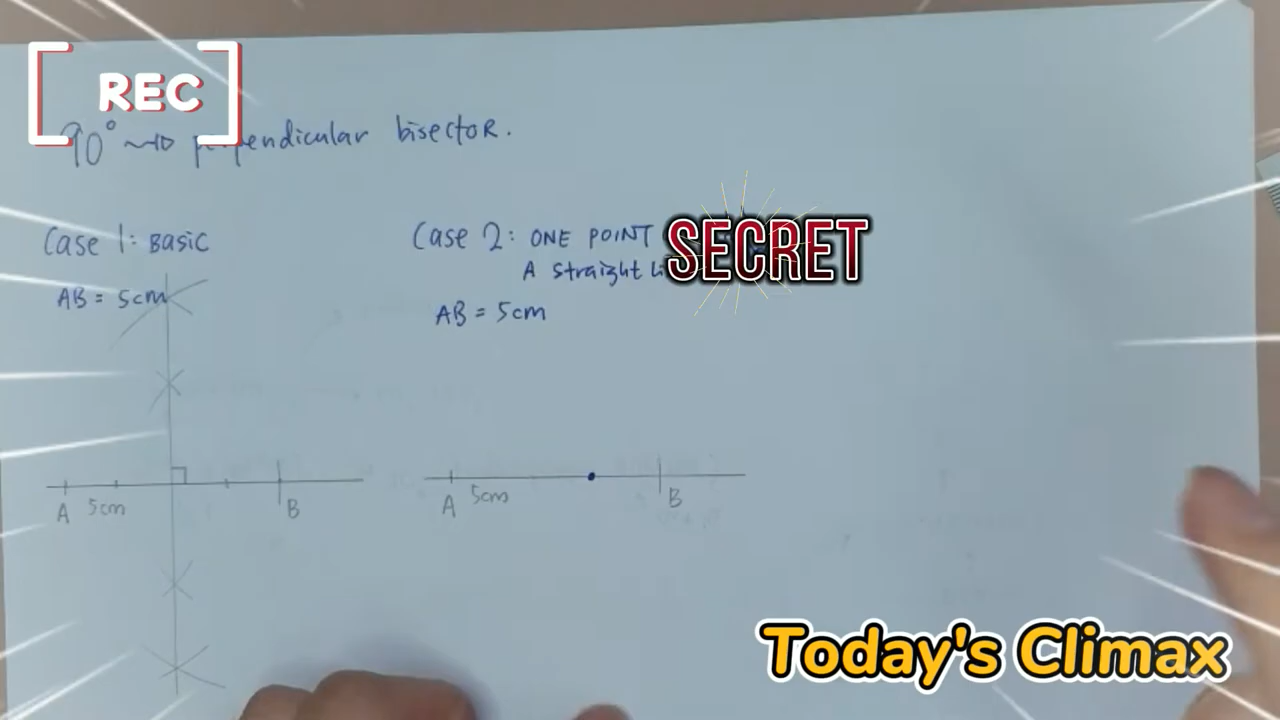 REC
90° ~→ perpendicular bisector.
Case 1: BASIC
AB = 5cm
Case 2: ONE POINT
SECRET
A straight
AB = 5cm
A 5cm B
A 5cm B
Today's Climax